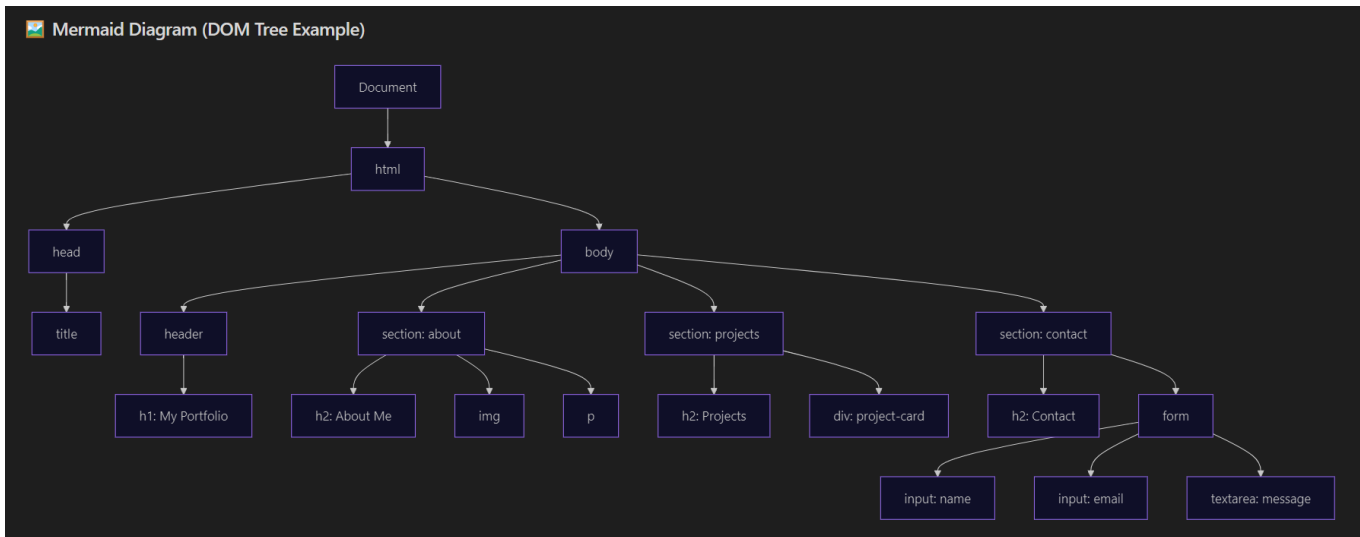 🖼️ Mermaid Diagram (DOM Tree Example)
Document
html
head
body
title
header
section: about
section: projects
section: contact
h1: My Portfolio
h2: About Me
img
p
h2: Projects
div: project-card
h2: Contact
form
input: name
input: email
textarea: message